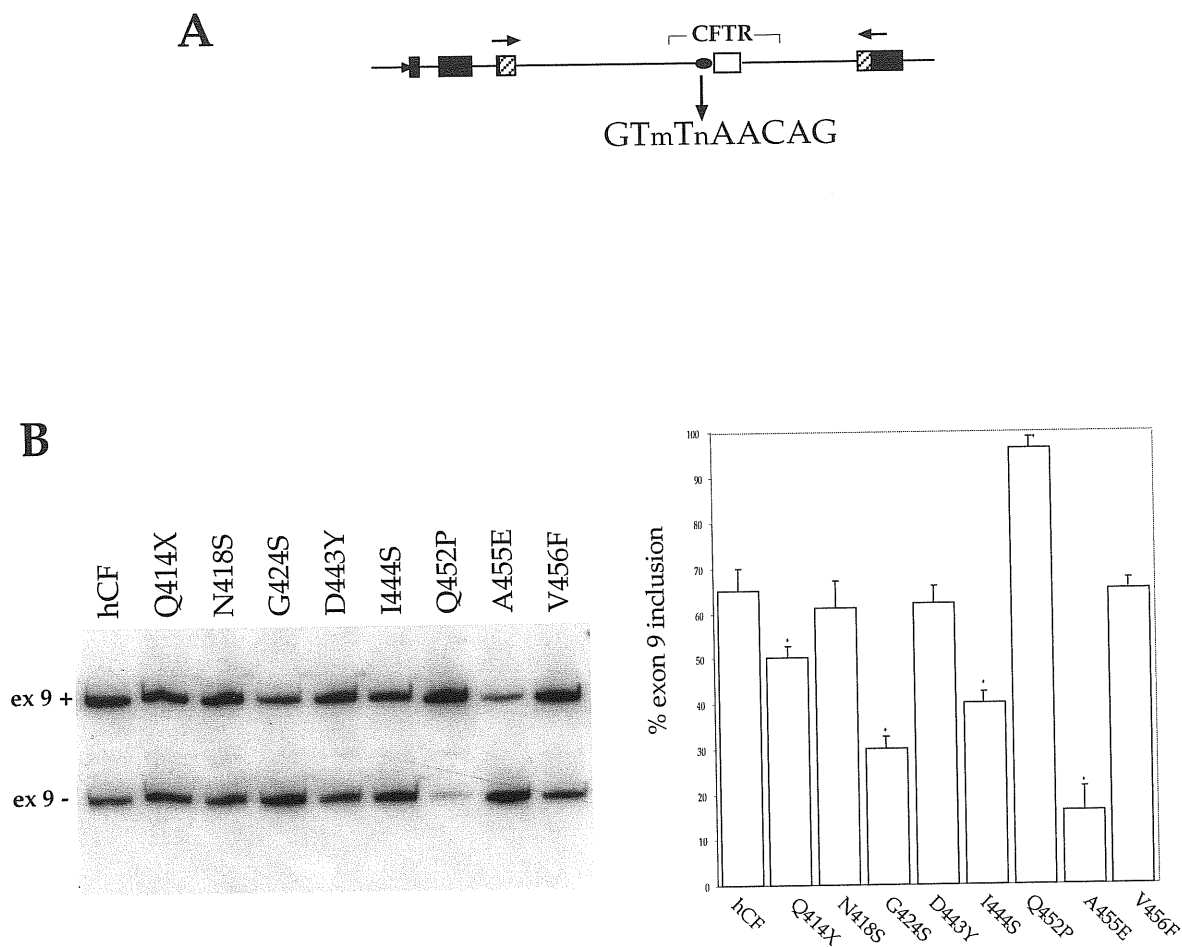 A
CFTR
GTmTnAACAG
B
hCF Q414X N418S G424S D443Y I444S Q452P A455E V456F
ex 9 +
ex 9 -
% exon 9 inclusion
100
90
80
70
60
50
40
30
20
10
0
hCF Q414X N418S G424S D443Y I444S Q452P A455E V456F